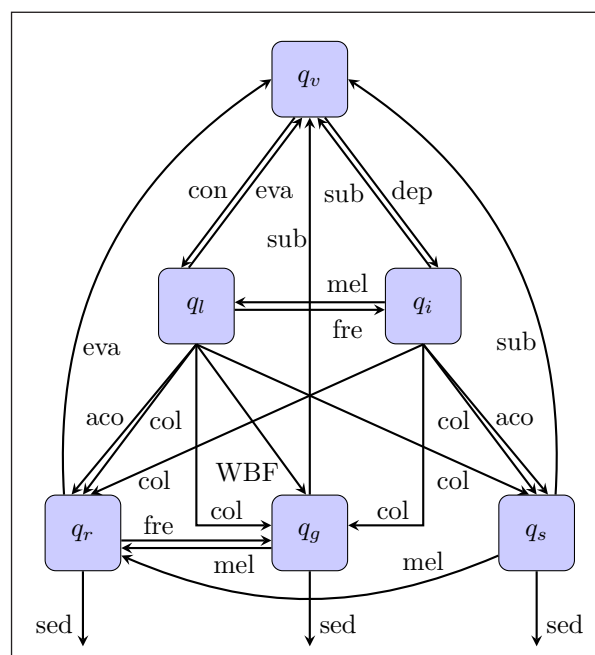 q_v
con
eva
sub
dep
sub
q_l
mel
q_i
fre
eva
sub
aco
col
col
aco
col
WBF
col
col
col
q_r
fre
q_g
q_s
mel
mel
sed
sed
sed